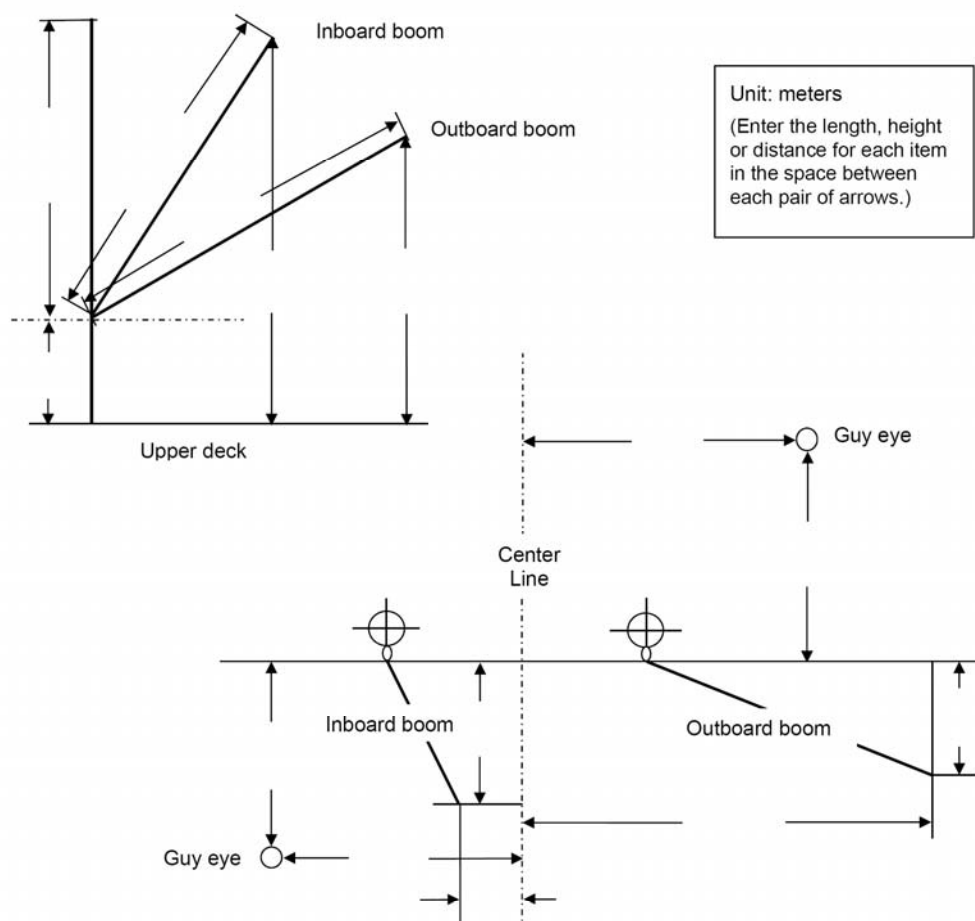 Inboard boom
Outboard boom
Unit: meters
(Enter the length, height
or distance for each item
in the space between
each pair of arrows.)
Upper deck
Guy eye
Center
Line
Inboard boom
Outboard boom
Guy eye